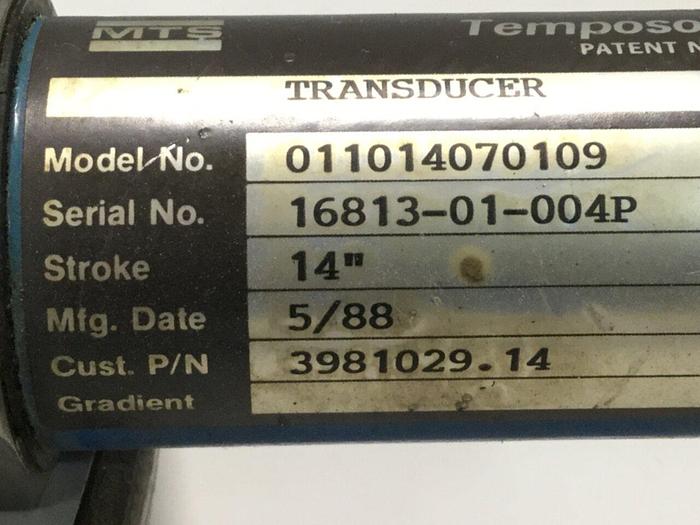 MTS Temposo
PATENT N
TRANSDUCER
Model No. 011014070109
Serial No. 16813-01-004P
Stroke 14"
Mfg. Date 5/88
Cust. P/N 3981029.14
Gradient